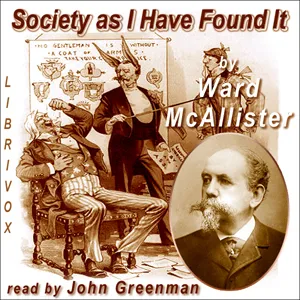 Society as I Have Found It
by
Ward
McAllister
NO GENTLEMAN IS WITHOUT
A COAT OF ARMS
LIBRIVOX
read by John Greenman